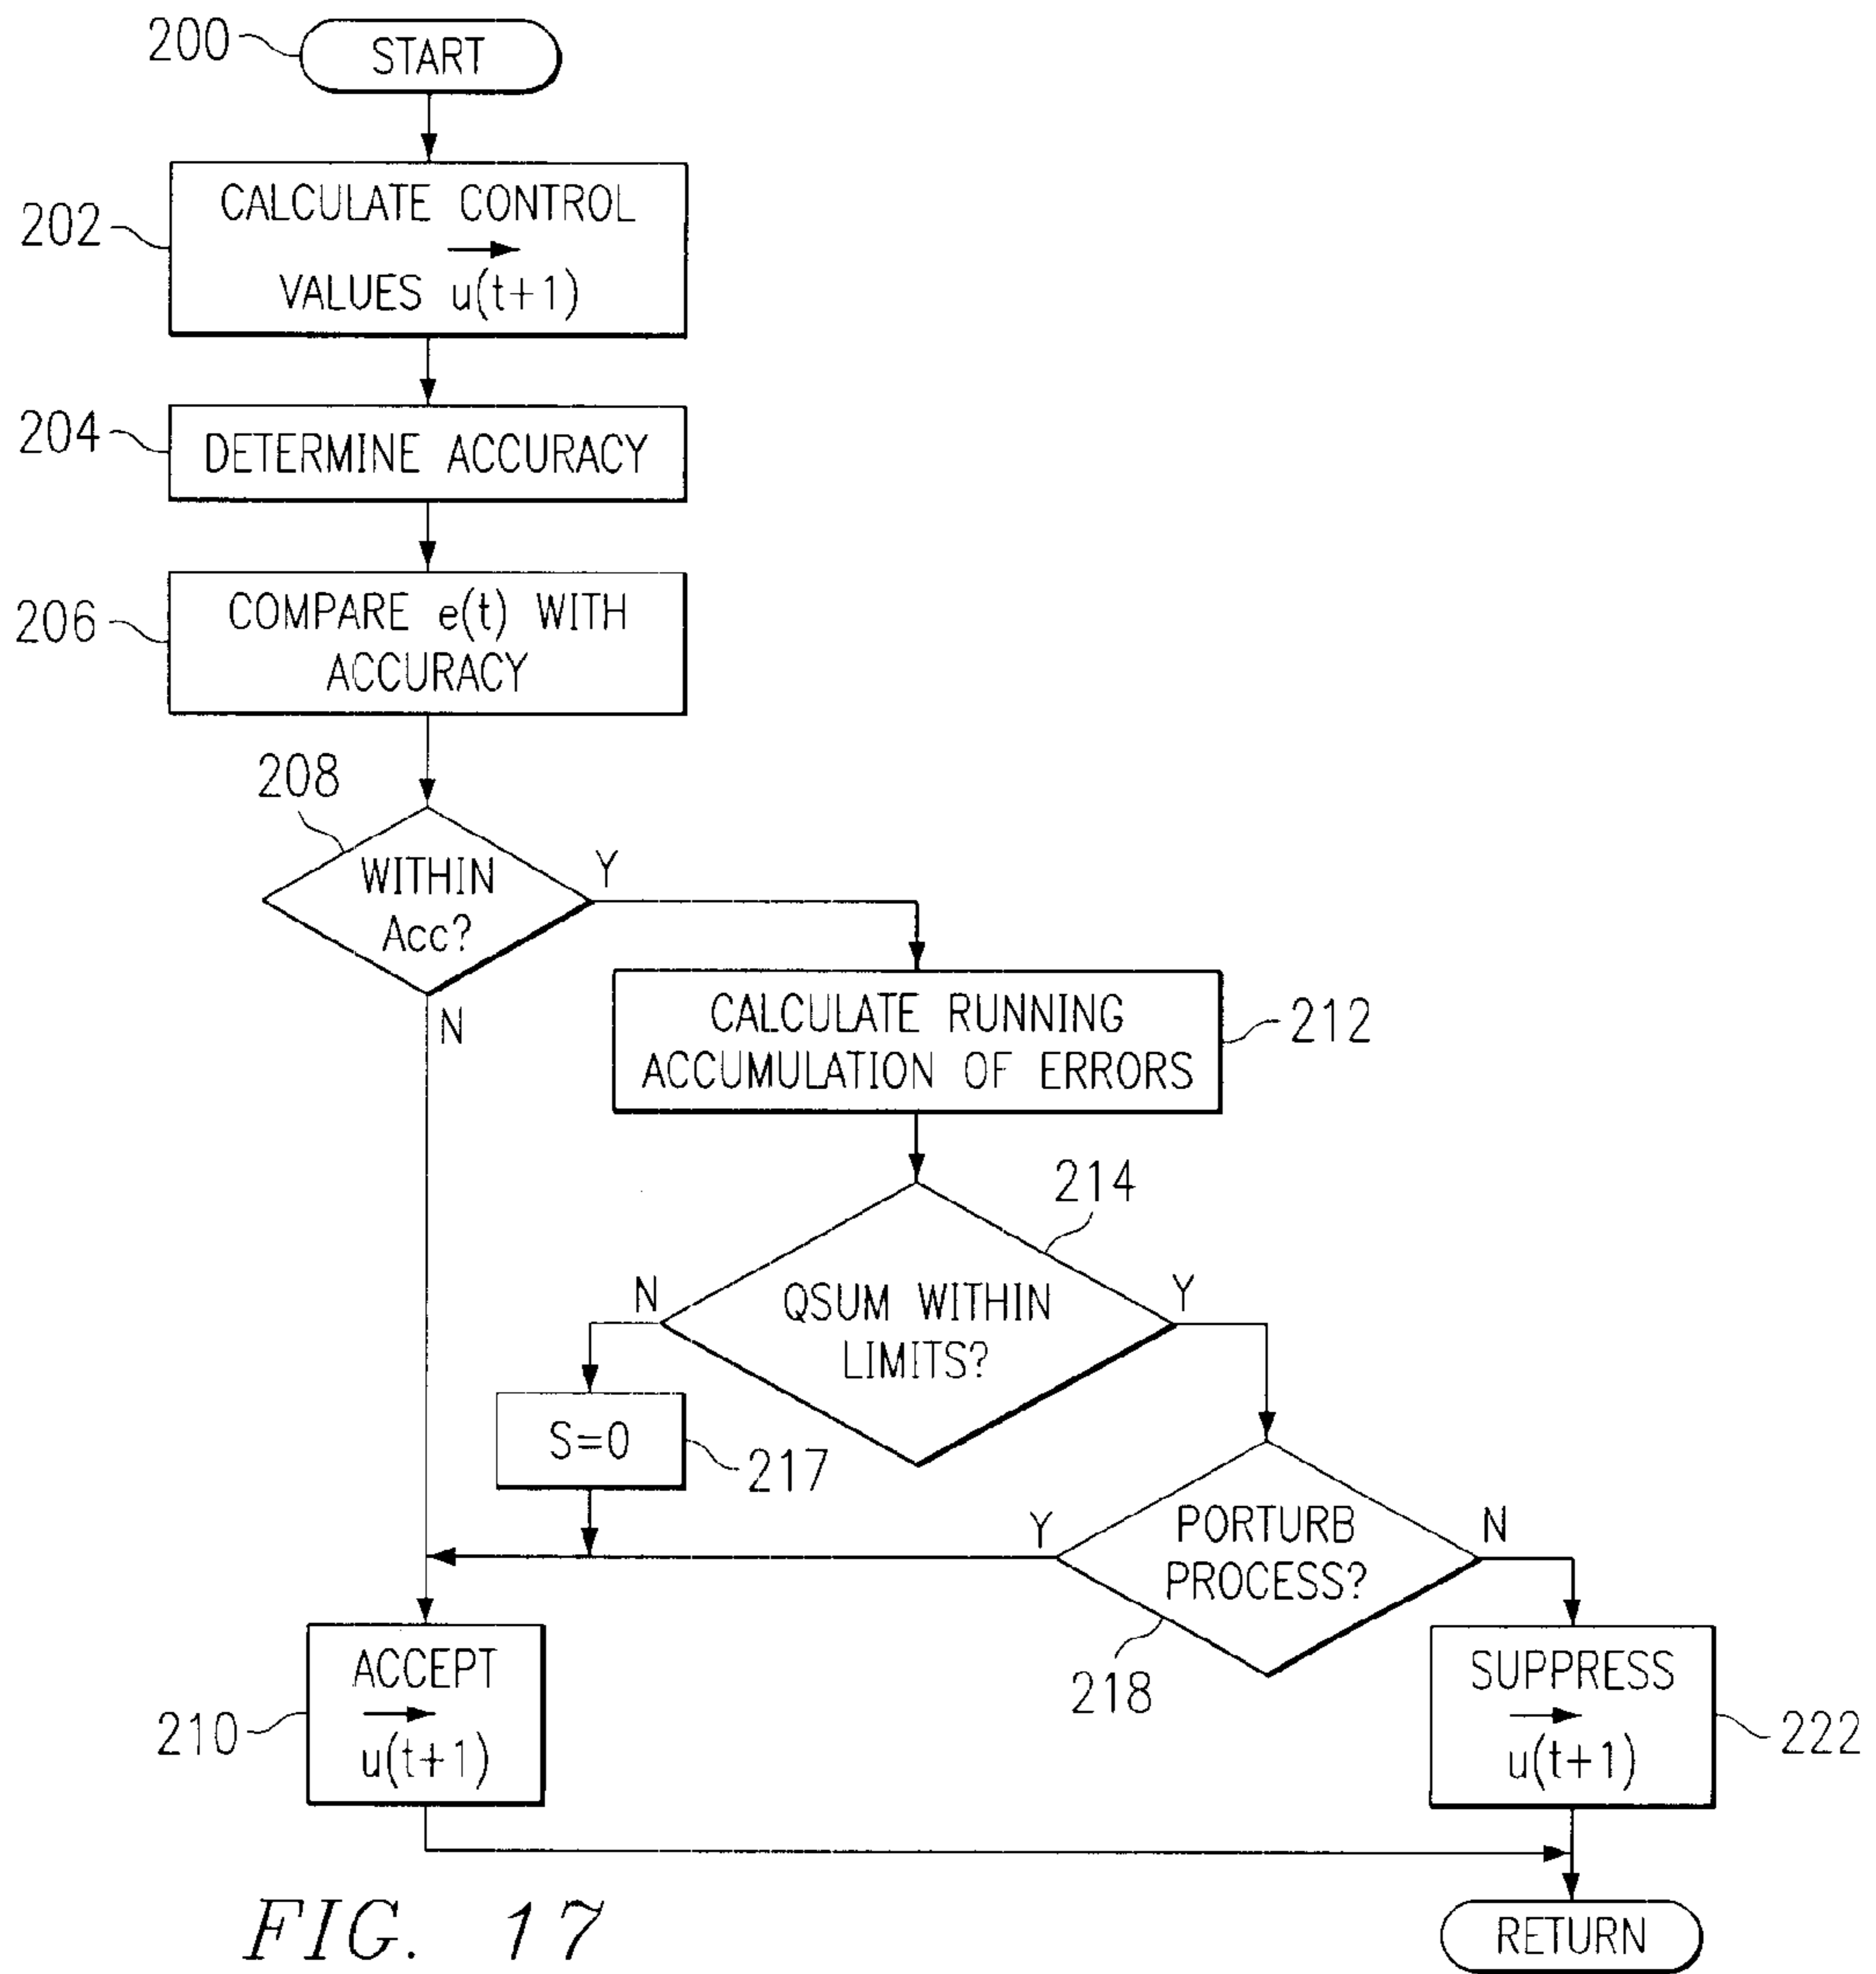 200
START
202
CALCULATE CONTROL
VALUES u(t+1)
204
DETERMINE ACCURACY
206
COMPARE e(t) WITH
ACCURACY
208
WITHIN
Acc?
Y
N
CALCULATE RUNNING
ACCUMULATION OF ERRORS
212
214
QSUM WITHIN
LIMITS?
N
Y
S=0
217
PORTURB
PROCESS?
Y
N
218
ACCEPT
u(t+1)
210
SUPPRESS
u(t+1)
222
RETURN
FIG. 17